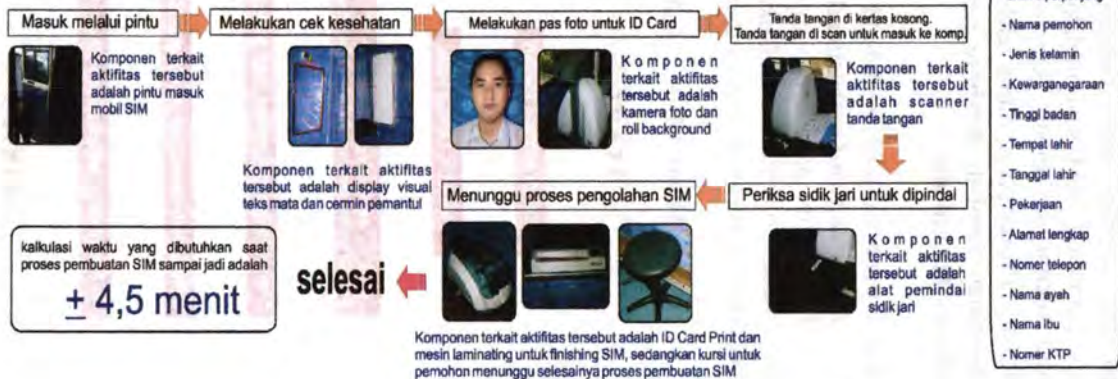 Masuk melalui pintu
Komponen terkait
aktifitas tersebut
adalah pintu masuk
mobil SIM
Melakukan cek kesehatan
Komponen terkait aktifitas
tersebut adalah display visual
teks mata dan cermin pemantul
Melakukan pas foto untuk ID Card
Komponen
terkait aktifitas
tersebut adalah
kamera foto dan
roll background
Tanda tangan di kertas kosong.
Tanda tangan di scan untuk masuk ke komp.
Komponen terkait
aktifitas tersebut
adalah scanner
tanda tangan
Periksa sidik jari untuk dipindai
Komponen
terkait aktifitas
tersebut adalah
alat pemindai
sidik jari
Menunggu proses pengolahan SIM
Komponen terkait aktifitas tersebut adalah ID Card Print dan
mesin laminating untuk finishing SIM, sedangkan kursi untuk
pemohon menunggu selesainya proses pembuatan SIM
selesai
kalkulasi waktu yang dibutuhkan saat
proses pembuatan SIM sampai jadi adalah
± 4,5 menit
- Nama pemohon
- Jenis kelamin
- Kewarganegaraan
- Tinggi badan
- Tempat lahir
- Tanggal lahir
- Pekerjaan
- Alamat lengkap
- Nomer telepon
- Nama ayah
- Nama ibu
- Nomer KTP